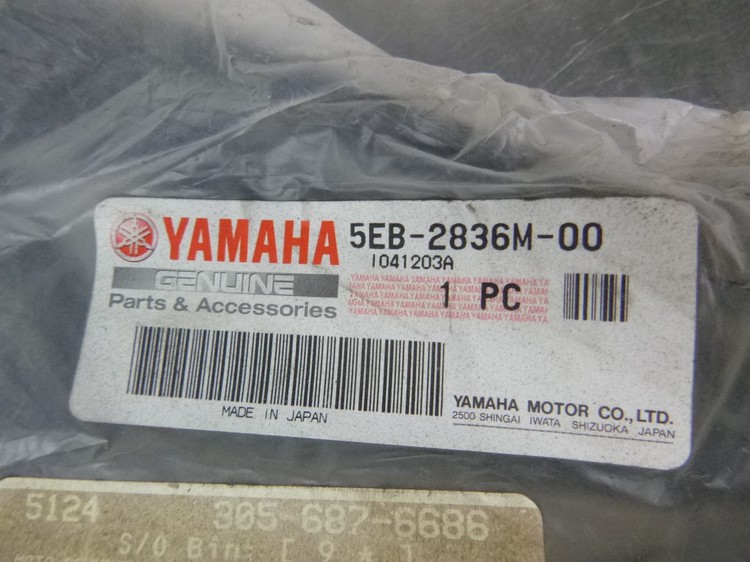 YAMAHA 5EB-2836M-00
1041203A
GENUINE
Parts & Accessories
1 PC
MADE IN JAPAN
YAMAHA MOTOR CO., LTD.
2500 SHINGAI IWATA SHIZUOKA JAPAN
5124 305-687-6686
S/O Bin: [ 9 * ]